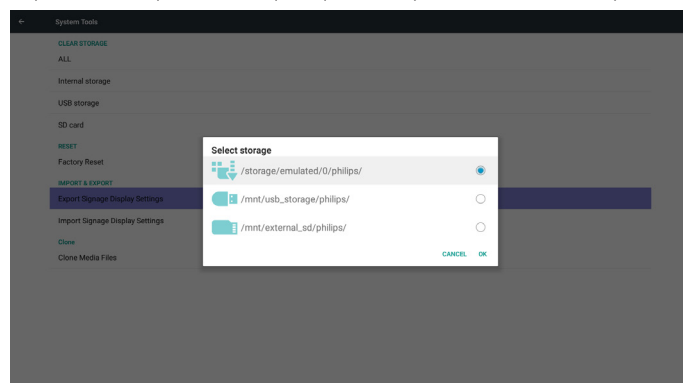 System Tools
CLEAR STORAGE
ALL
Internal storage
USB storage
SD card
RESET
Factory Reset
IMPORT & EXPORT
Export Signage Display Settings
Import Signage Display Settings
Clone
Clone Media Files
Select storage
/storage/emulated/0/philips/
/mnt/usb_storage/philips/
/mnt/external_sd/philips/
CANCEL OK